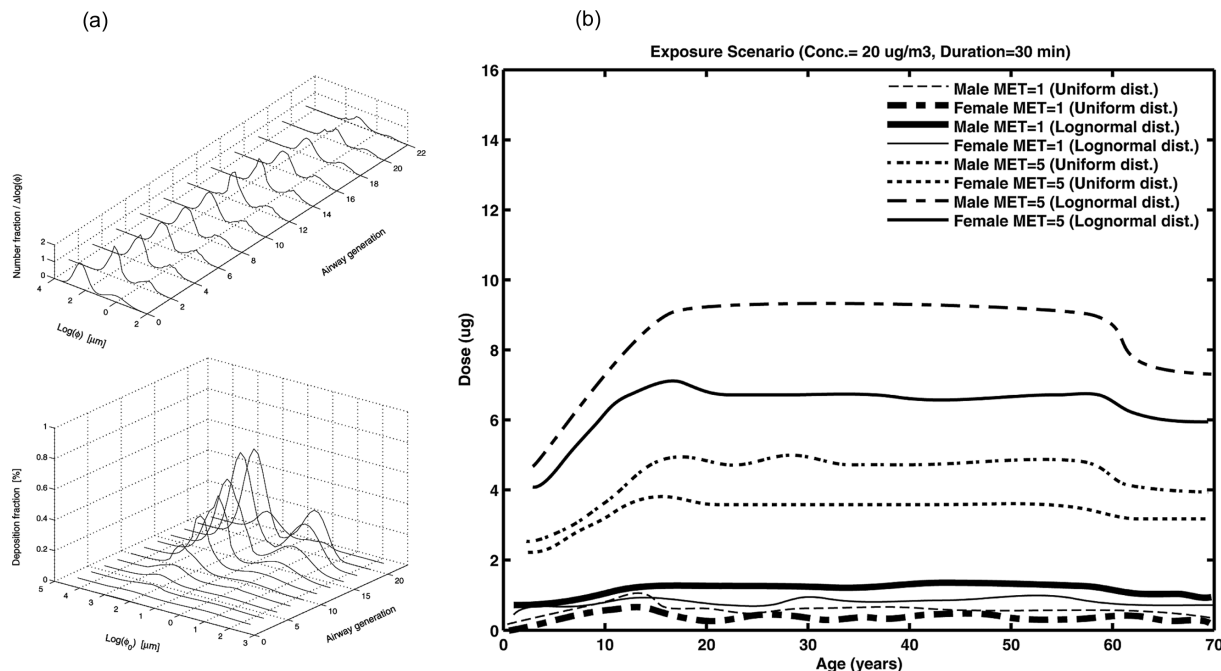 (a)
(b)
Number fraction / Δlog(ϕ)
2
1
0
4
2
0
2
Log(ϕ) [µm]
0
2
4
6
8
10
12
14
16
18
20
22
Airway generation
Deposition fraction [%]
1
0.8
0.6
0.4
0.2
0
5
4
3
2
1
0
1
2
3
Log(ϕ0) [µm]
0
5
10
15
20
Airway generation
Exposure Scenario (Conc.= 20 ug/m3, Duration=30 min)
Male MET=1 (Uniform dist.)
Female MET=1 (Uniform dist.)
Male MET=1 (Lognormal dist.)
Female MET=1 (Lognormal dist.)
Male MET=5 (Uniform dist.)
Female MET=5 (Uniform dist.)
Male MET=5 (Lognormal dist.)
Female MET=5 (Lognormal dist.)
Dose (ug)
16
14
12
10
8
6
4
2
0
0
10
20
30
40
50
60
70
Age (years)